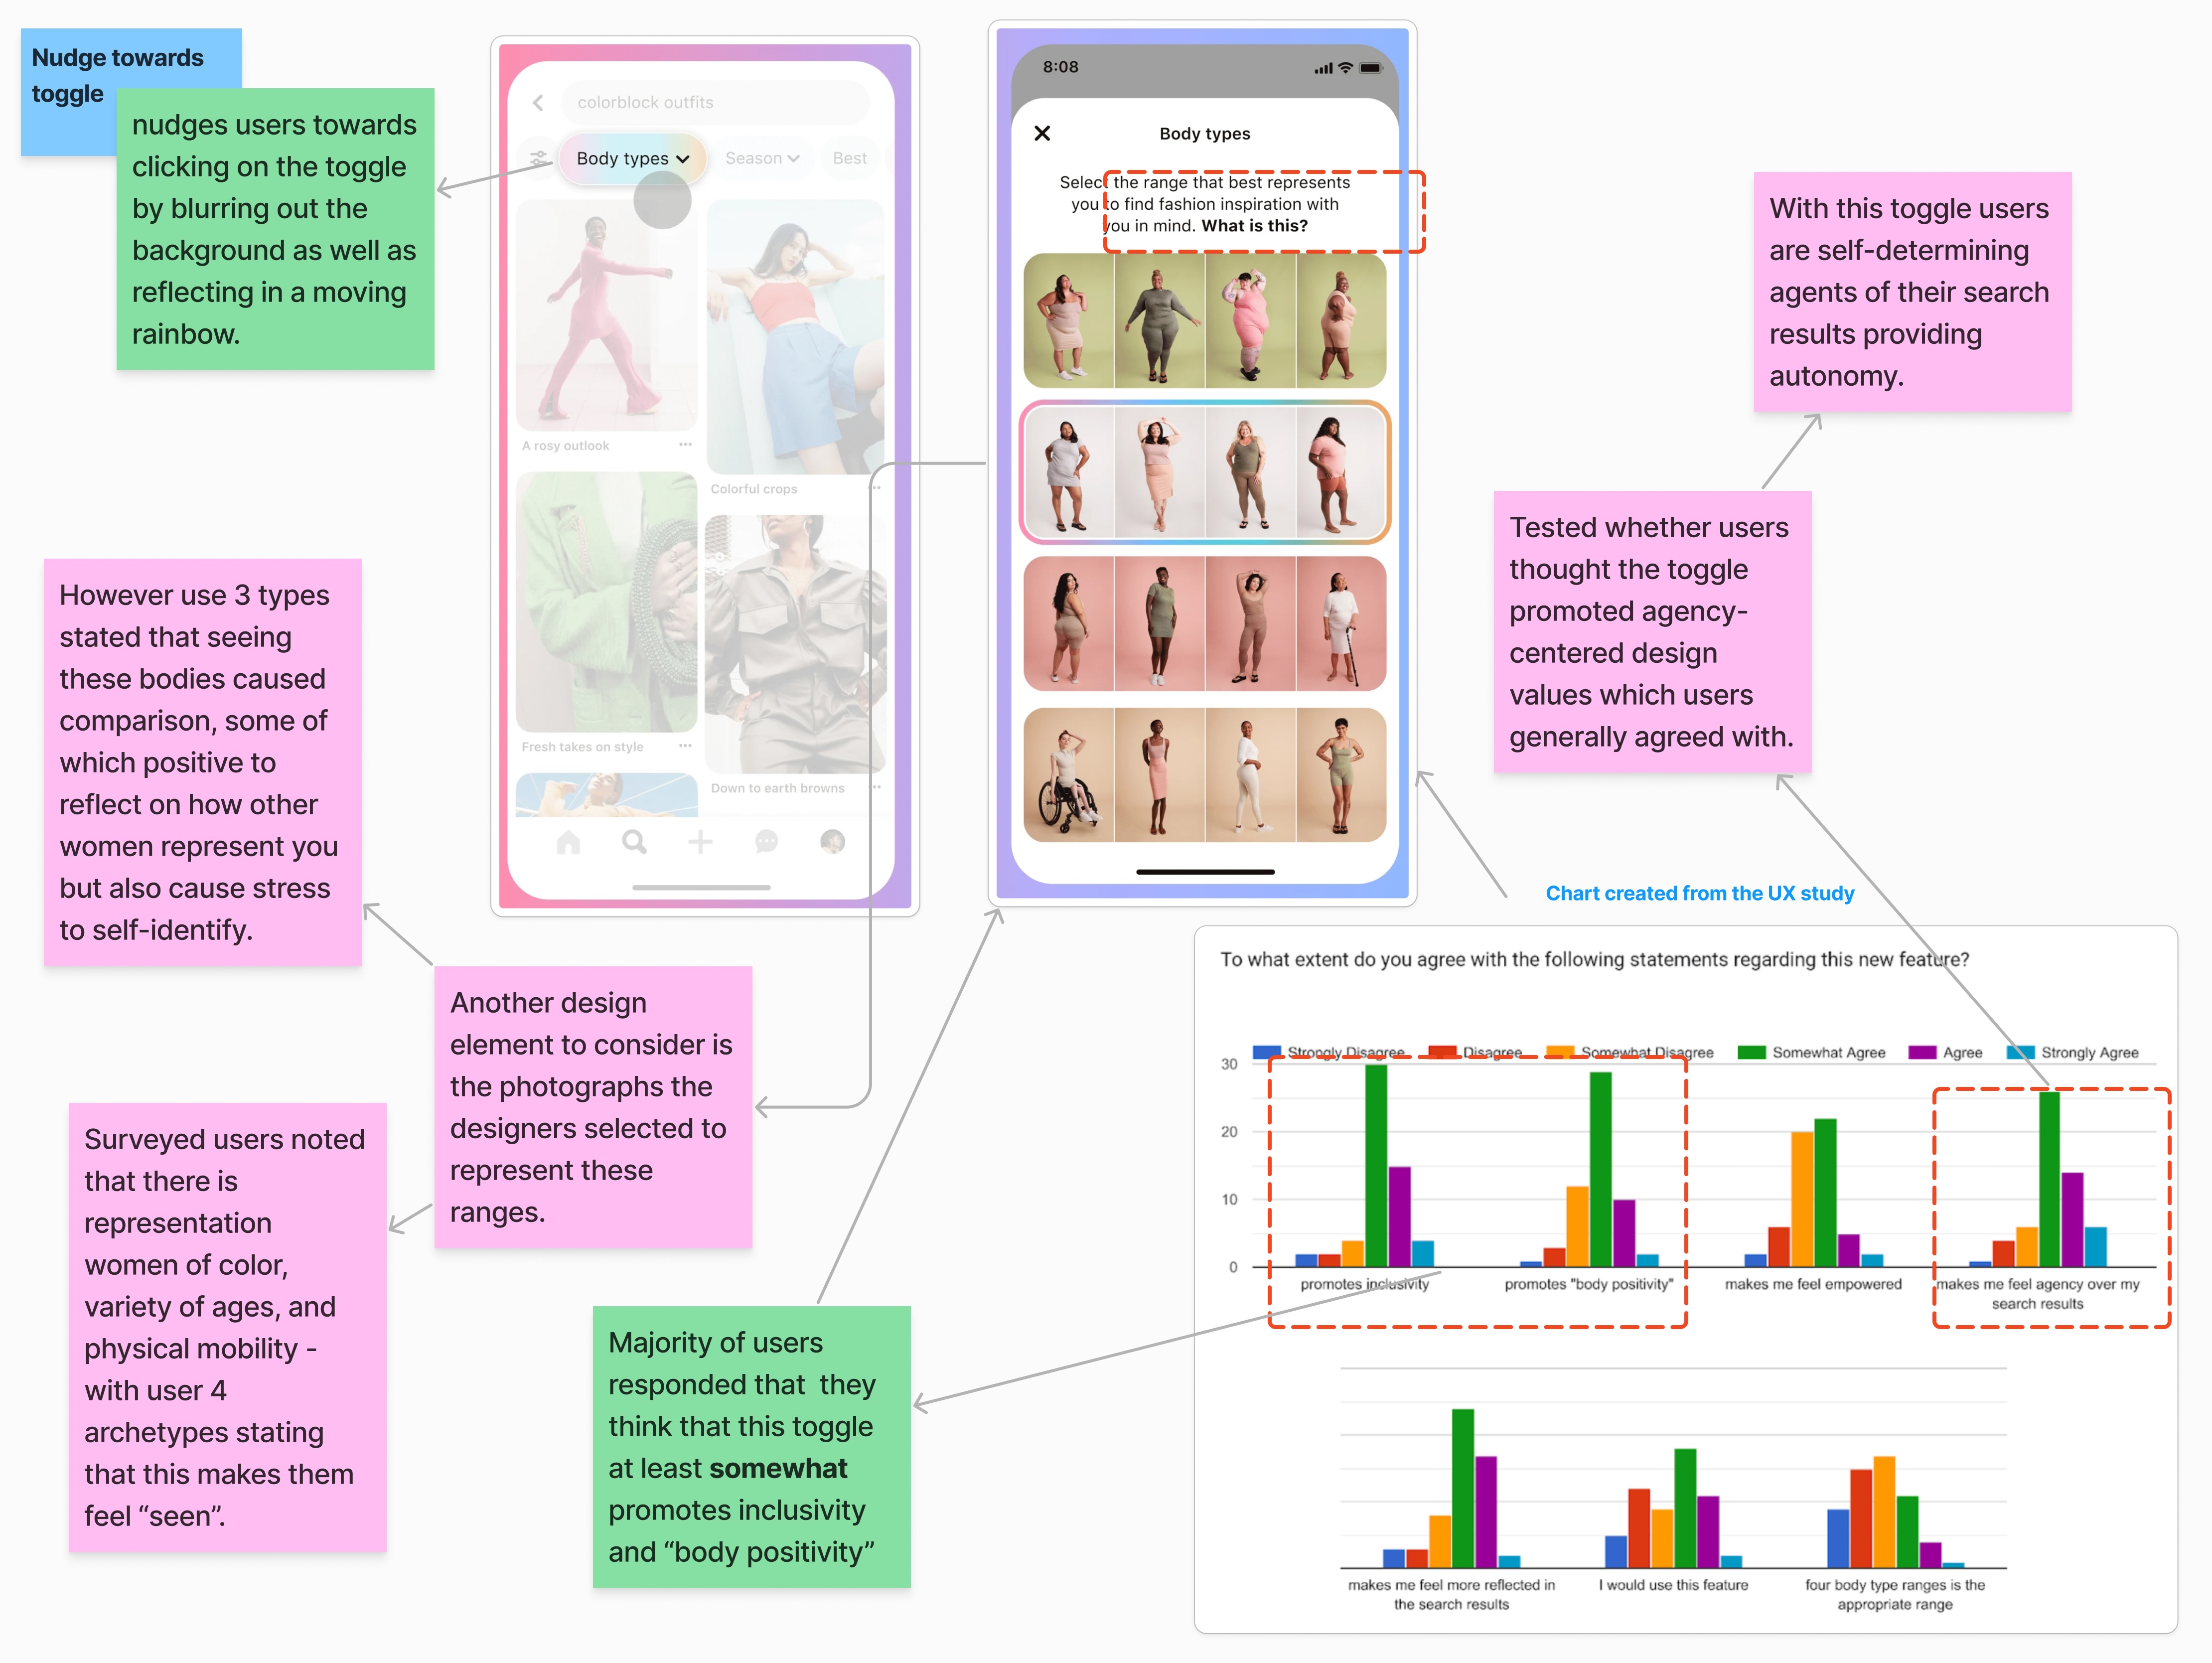 Nudge towards
toggle
nudges users towards
clicking on the toggle
by blurring out the
background as well as
reflecting in a moving
rainbow.
colorblock outfits
Body types
Season
Best
A rosy outlook
Colorful crops
Fresh takes on style
Down to earth browns
8:08
Body types
Select the range that best represents
you to find fashion inspiration with
you in mind. What is this?
With this toggle users
are self-determining
agents of their search
results providing
autonomy.
Tested whether users
thought the toggle
promoted agency-
centered design
values which users
generally agreed with.
However use 3 types
stated that seeing
these bodies caused
comparison, some of
which positive to
reflect on how other
women represent you
but also cause stress
to self-identify.
Another design
element to consider is
the photographs the
designers selected to
represent these
ranges.
Surveyed users noted
that there is
representation
women of color,
variety of ages, and
physical mobility -
with user 4
archetypes stating
that this makes them
feel “seen”.
Majority of users
responded that  they
think that this toggle
at least somewhat
promotes inclusivity
and “body positivity”
Chart created from the UX study
To what extent do you agree with the following statements regarding this new feature?
Strongly Disagree
Disagree
Somewhat Disagree
Somewhat Agree
Agree
Strongly Agree
30
20
10
0
promotes inclusivity
promotes "body positivity"
makes me feel empowered
makes me feel agency over my
search results
makes me feel more reflected in
the search results
I would use this feature
four body type ranges is the
appropriate range